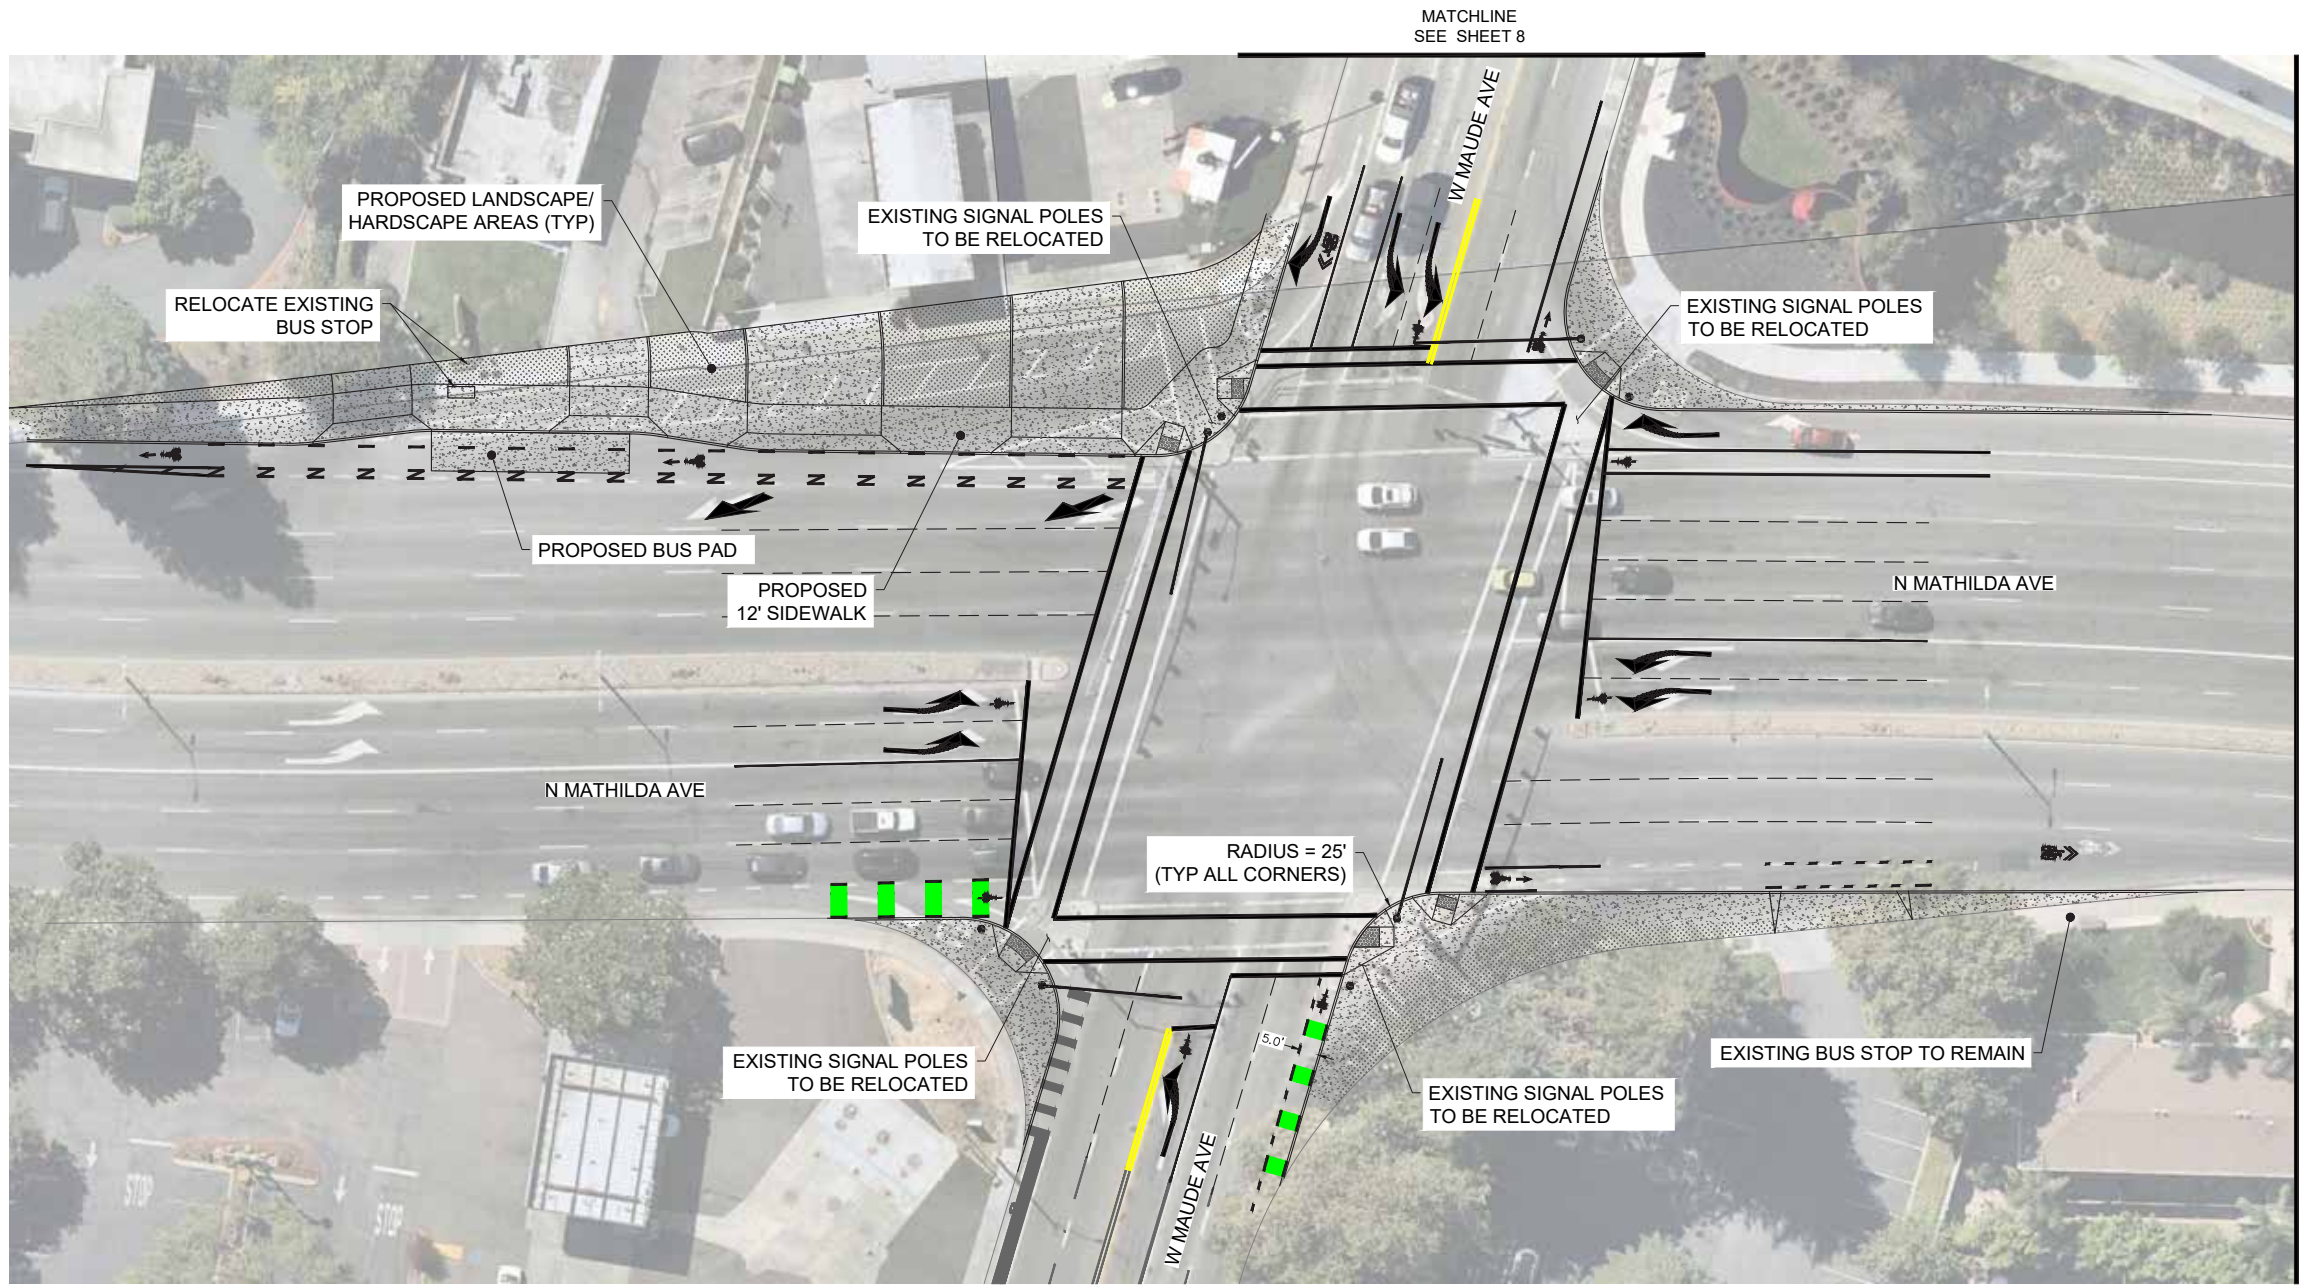 MATCHLINE
SEE SHEET 8
W MAUDE AVE
PROPOSED LANDSCAPE/
HARDSCAPE AREAS (TYP)
EXISTING SIGNAL POLES
TO BE RELOCATED
RELOCATE EXISTING
BUS STOP
EXISTING SIGNAL POLES
TO BE RELOCATED
PROPOSED BUS PAD
PROPOSED
12' SIDEWALK
N MATHILDA AVE
N MATHILDA AVE
RADIUS = 25'
(TYP ALL CORNERS)
5.0'
EXISTING SIGNAL POLES
TO BE RELOCATED
EXISTING BUS STOP TO REMAIN
EXISTING SIGNAL POLES
TO BE RELOCATED
W MAUDE AVE
STOP
STOP